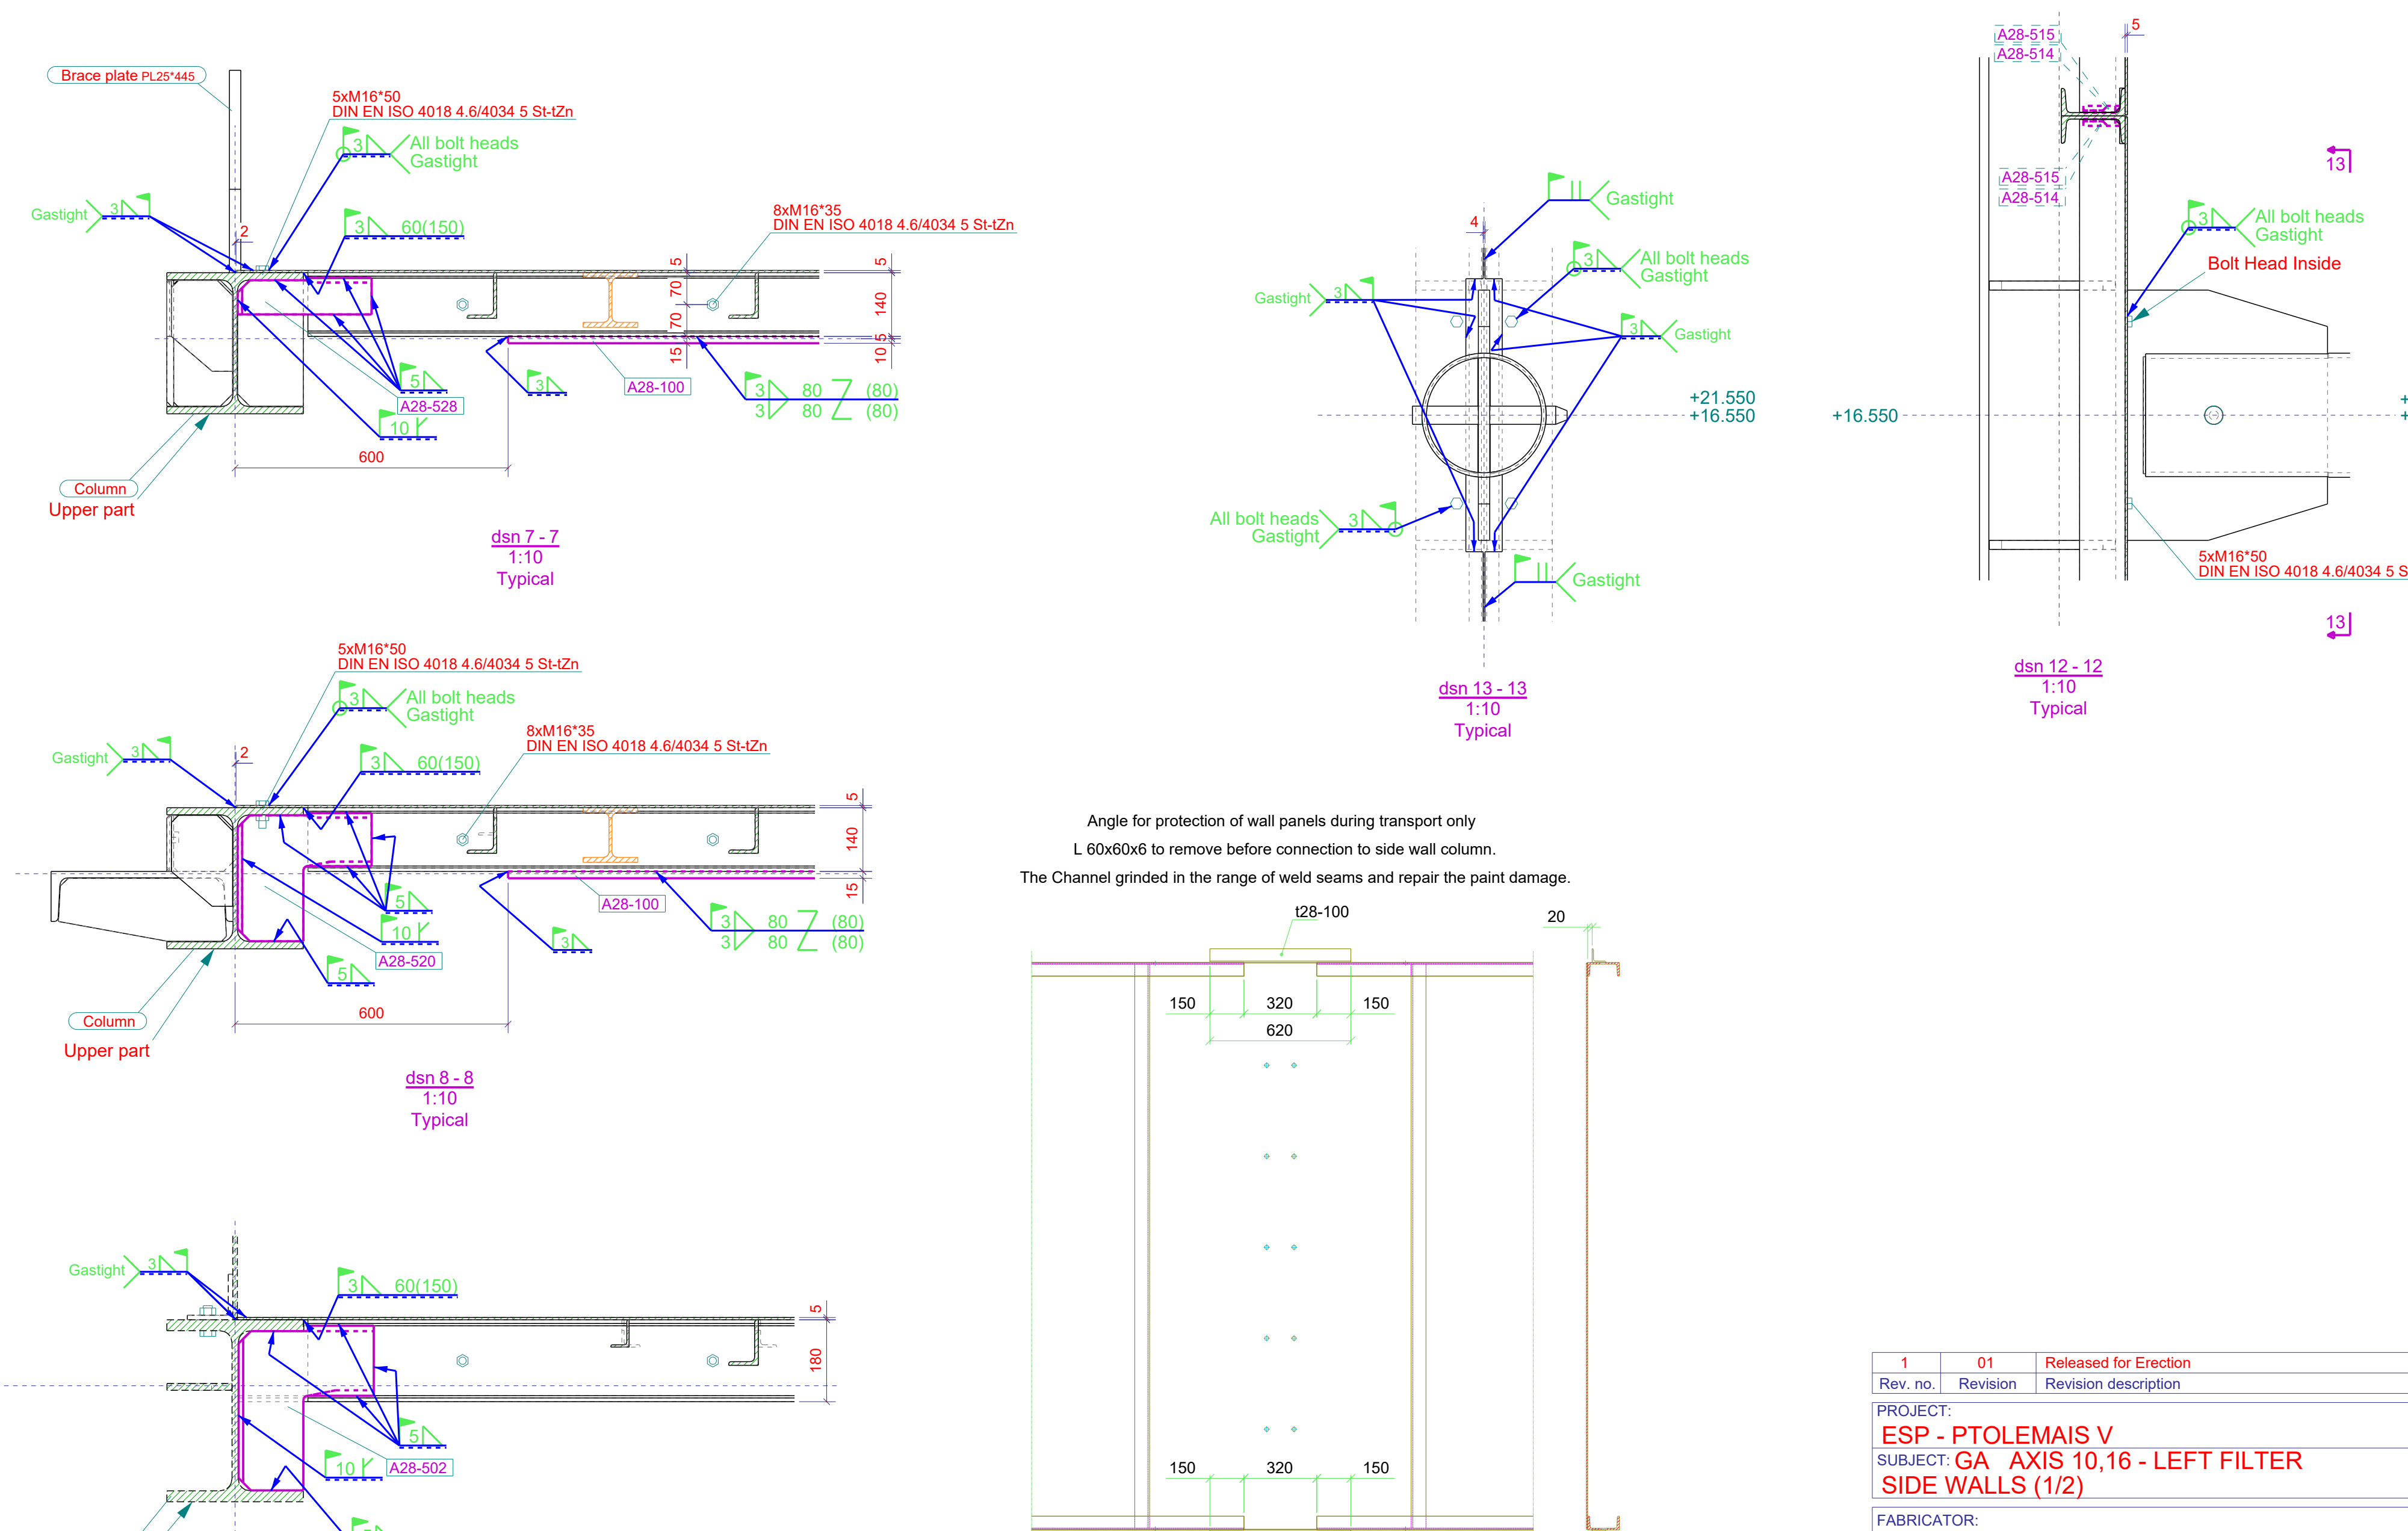 Brace plate PL25*445
5xM16*50
DIN EN ISO 4018 4.6/4034 5 St-tZn
3
All bolt heads
Gastight
Gastight
3
2
3
60(150)
8xM16*35
DIN EN ISO 4018 4.6/4034 5 St-tZn
5
70
70
15
5
140
5
10
5
A28-528
10
3
A28-100
3 80 (80)
3 80 (80)
600
Column
Upper part
dsn 7 - 7
1:10
Typical
5xM16*50
DIN EN ISO 4018 4.6/4034 5 St-tZn
3
All bolt heads
Gastight
Gastight
3
2
3
60(150)
8xM16*35
DIN EN ISO 4018 4.6/4034 5 St-tZn
5
140
15
5
10
A28-520
5
3
A28-100
3 80 (80)
3 80 (80)
600
Column
Upper part
dsn 8 - 8
1:10
Typical
Gastight
3
3
60(150)
5
180
5
A28-502
10
Gastight
4
3
All bolt heads
Gastight
Gastight
3
3
Gastight
+21.550
+16.550
All bolt heads
Gastight
3
Gastight
dsn 13 - 13
1:10
Typical
A28-515
A28-514
5
13
A28-515
A28-514
3
All bolt heads
Gastight
Bolt Head Inside
+16.550
5xM16*50
DIN EN ISO 4018 4.6/4034 5 S
13
dsn 12 - 12
1:10
Typical
Angle for protection of wall panels during transport only
L 60x60x6 to remove before connection to side wall column.
The Channel grinded in the range of weld seams and repair the paint damage.
t28-100
20
150 320 150
620
150 320 150
1 01 Released for Erection
Rev. no. Revision Revision description
PROJECT:
ESP - PTOLEMAIS V
SUBJECT: GA AXIS 10,16 - LEFT FILTER
SIDE WALLS (1/2)
FABRICATOR: